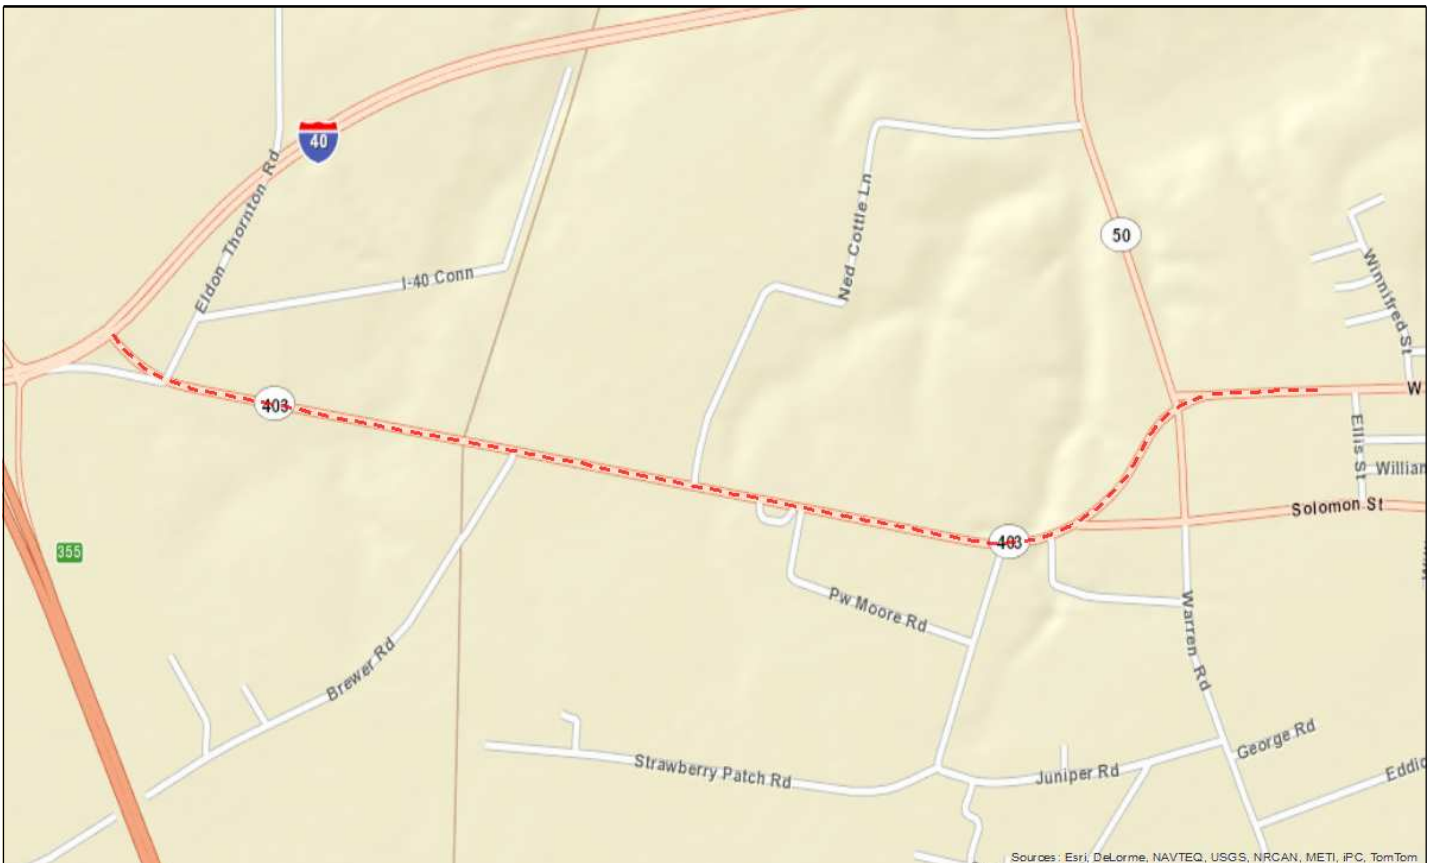 40
Eldon Thornton Rd
I-40 Conn
Ned Cottle Ln
50
Winnifred St
403
W
Ellis St
Willian
Solomon St
403
355
Pw Moore Rd
Warren Rd
Brewer Rd
George Rd
Strawberry Patch Rd
Juniper Rd
Eddie
Sources: Esri, DeLorme, NAVTEQ, USGS, NRCAN, METI, iPC, TomTom